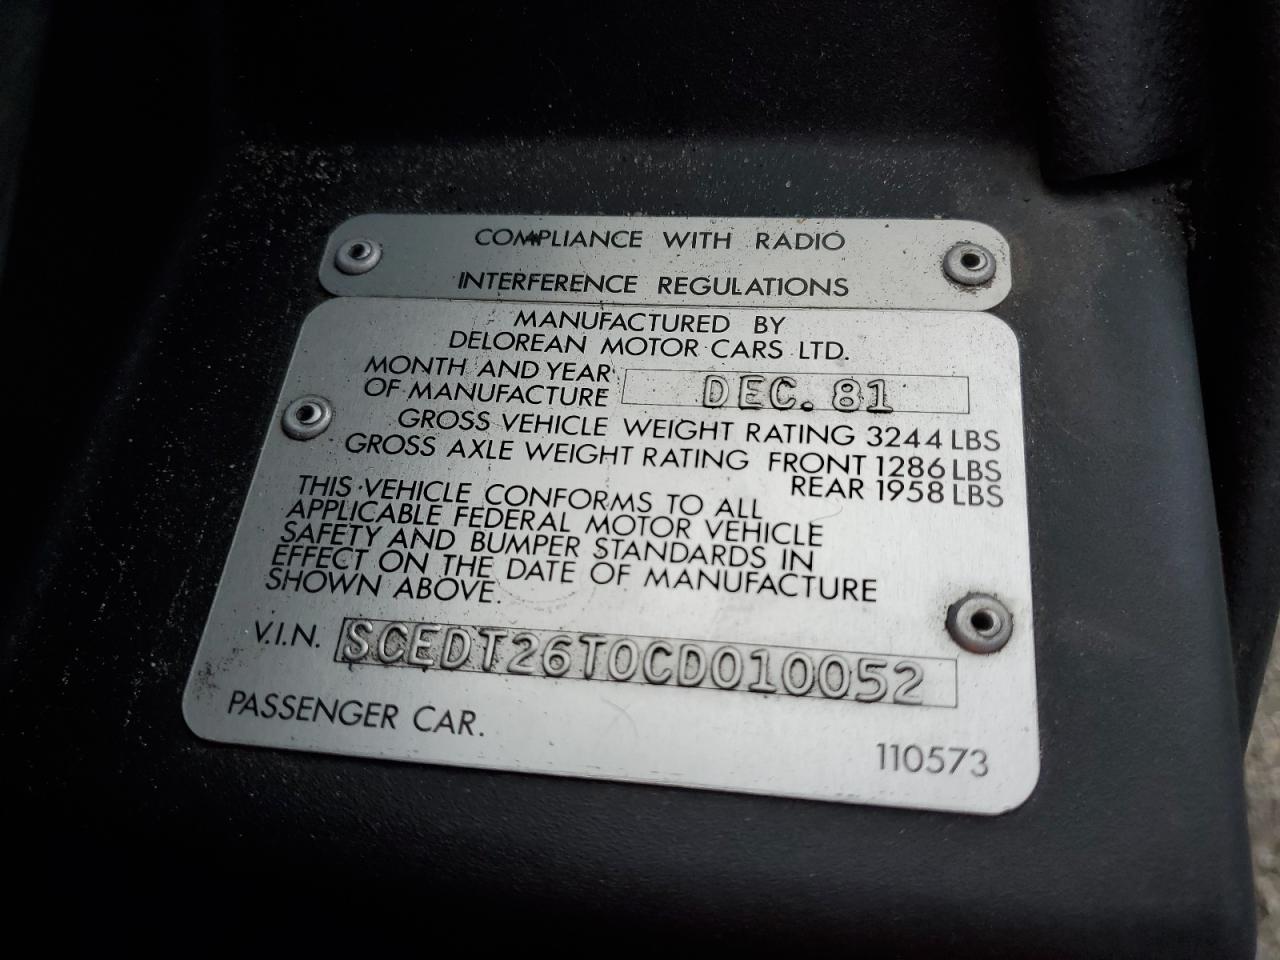 COMPLIANCE WITH RADIO
INTERFERENCE REGULATIONS
MANUFACTURED BY
DELOREAN MOTOR CARS LTD.
MONTH AND YEAR
OF MANUFACTURE DEC. 81
GROSS VEHICLE WEIGHT RATING 3244 LBS
GROSS AXLE WEIGHT RATING FRONT 1286 LBS
REAR 1958 LBS
THIS VEHICLE CONFORMS TO ALL
APPLICABLE FEDERAL MOTOR VEHICLE
SAFETY AND BUMPER STANDARDS IN
EFFECT ON THE DATE OF MANUFACTURE
SHOWN ABOVE.
V.I.N. SCEDT26T0CD010052
PASSENGER CAR.
110573